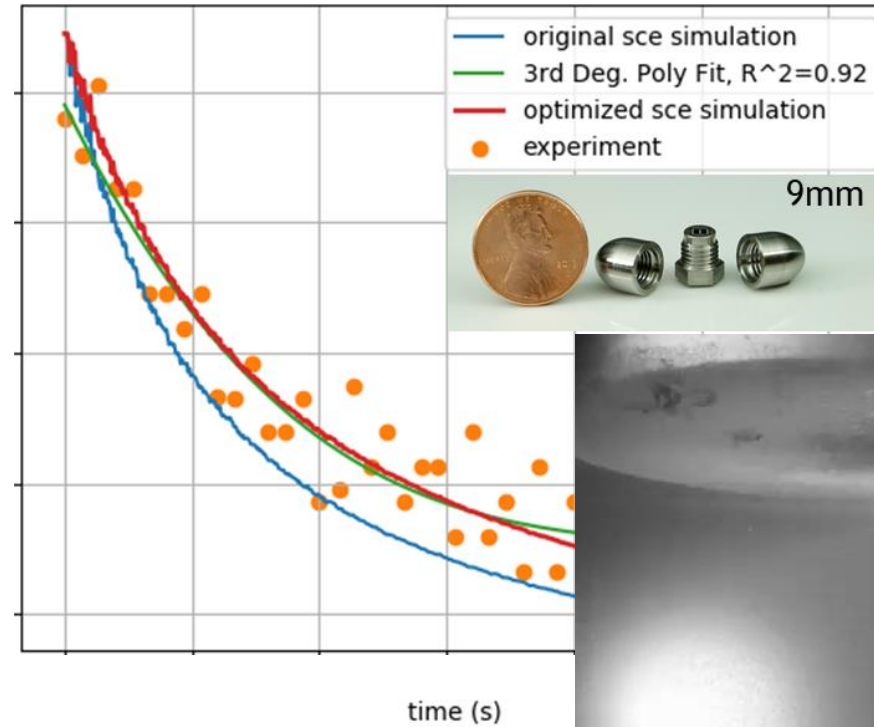 original sce simulation
3rd Deg. Poly Fit, R^2=0.92
optimized sce simulation
experiment
9mm
time (s)